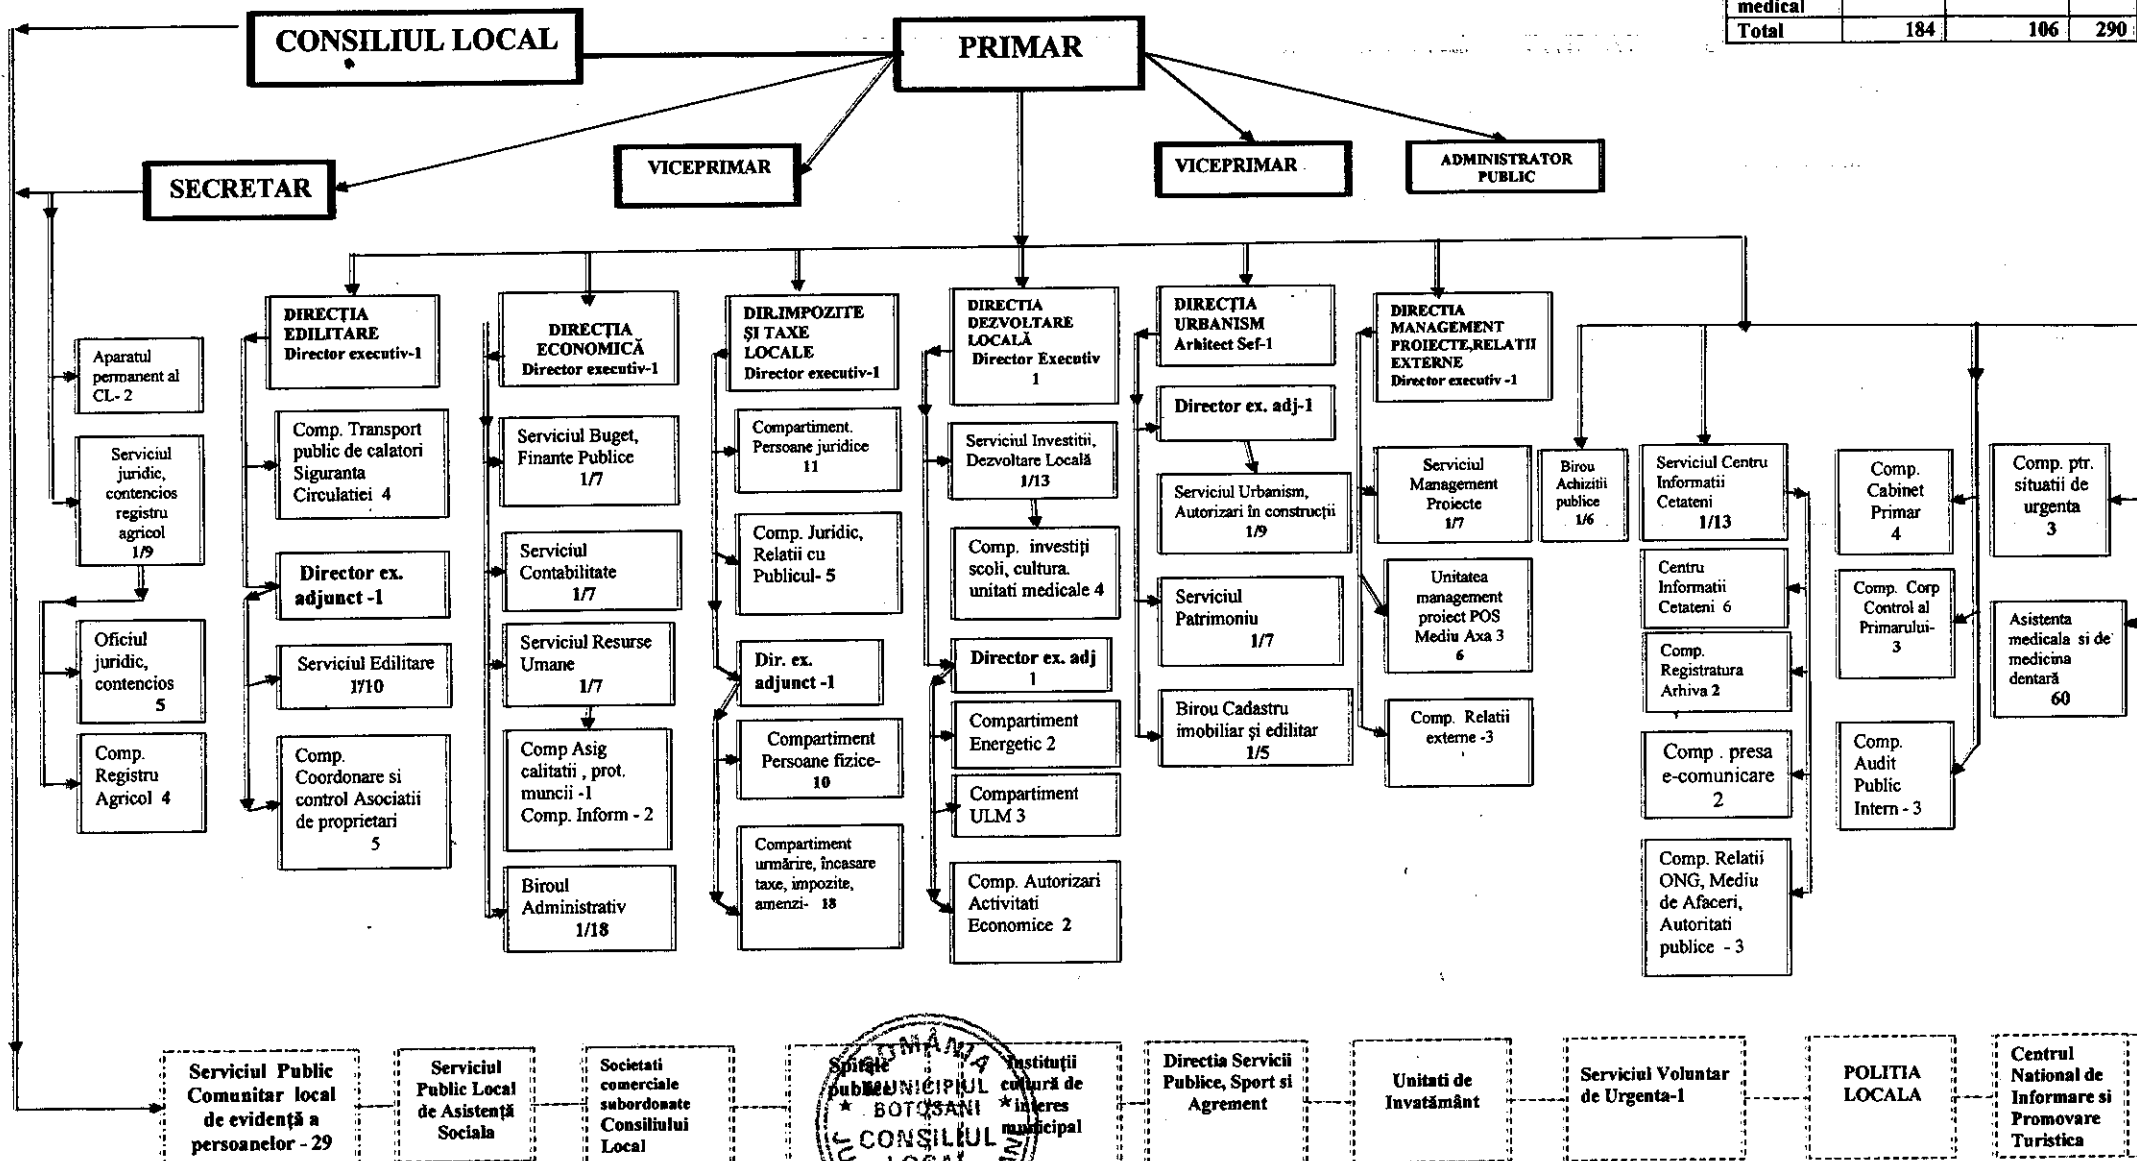 medical
Total 184 106 290
CONSILIUL LOCAL
PRIMAR
SECRETAR
VICEPRIMAR
VICEPRIMAR
ADMINISTRATOR
PUBLIC
Aparatul
permanent al
CL- 2
Serviciul
juridic,
contencios
registru
agricol
1/9
Oficiul
juridic,
contencios
5
Comp.
Registru
Agricol 4
DIRECȚIA
EDILITARE
Director executiv-1
Comp. Transport
public de calatori
Siguranta
Circulatiei 4
Director ex.
adjunct -1
Serviciul Edilitare
1/10
Comp.
Coordonare si
control Asociatii
de proprietari
5
DIRECȚIA
ECONOMICĂ
Director executiv-1
Serviciul Buget,
Finante Publice
1/7
Serviciul
Contabilitate
1/7
Serviciul Resurse
Umane
1/7
Comp Asig
calitatii , prot.
muncii -1
Comp. Inform - 2
Biroul
Administrativ
1/18
DIR.IMPOZITE
ȘI TAXE
LOCALE
Director executiv-1
Compartiment.
Persoane juridice
11
Comp. Juridic,
Relatii cu
Publicul- 5
Dir. ex.
adjunct -1
Compartiment
Persoane fizice-
10
Compartiment
urmărire, încasare
taxe, impozite,
amenzi- 18
DIRECTIA
DEZVOLTARE
LOCALĂ
Director Executiv
1
Serviciul Investitii,
Dezvoltare Locală
1/13
Comp. investiți
scoli, cultura.
unitati medicale 4
Director ex. adj
1
Compartiment
Energetic 2
Compartiment
ULM 3
Comp. Autorizari
Activitati
Economice 2
DIRECȚIA
URBANISM
Arhitect Sef-1
Director ex. adj-1
Serviciul Urbanism,
Autorizari în construcții
1/9
Serviciul
Patrimoniu
1/7
Birou Cadastru
imobiliar și edilitar
1/5
DIRECTIA
MANAGEMENT
PROIECTE,RELATII
EXTERNE
Director executiv -1
Serviciul
Management
Proiecte
1/7
Unitatea
management
proiect POS
Mediu Axa 3
6
Comp. Relatii
externe -3
Birou
Achizitii
publice
1/6
Serviciul Centru
Informatii
Cetateni
1/13
Centru
Informatii
Cetateni 6
Comp.
Registratura
Arhiva 2
Comp . presa
e-comunicare
2
Comp. Relatii
ONG, Mediu
de Afaceri,
Autoritati
publice - 3
Comp.
Cabinet
Primar
4
Comp. Corp
Control al
Primarului-
3
Comp.
Audit
Public
Intern - 3
Comp. ptr.
situatii de
urgenta
3
Asistenta
medicala si de
medicina
dentară
60
Serviciul Public
Comunitar local
de evidență a
persoanelor - 29
Serviciul
Public Local
de Asistență
Sociala
Societati
comerciale
subordonate
Consiliului
Local
Spitale
publice
Instituții
cultură de
interes
municipal
ROMÂNIA
MUNICIPIUL
BOTOȘANI
CONSILIUL
LOCAL
Directia Servicii
Publice, Sport si
Agrement
Unitati de
Invatământ
Serviciul Voluntar
de Urgenta-1
POLITIA
LOCALA
Centrul
National de
Informare si
Promovare
Turistica